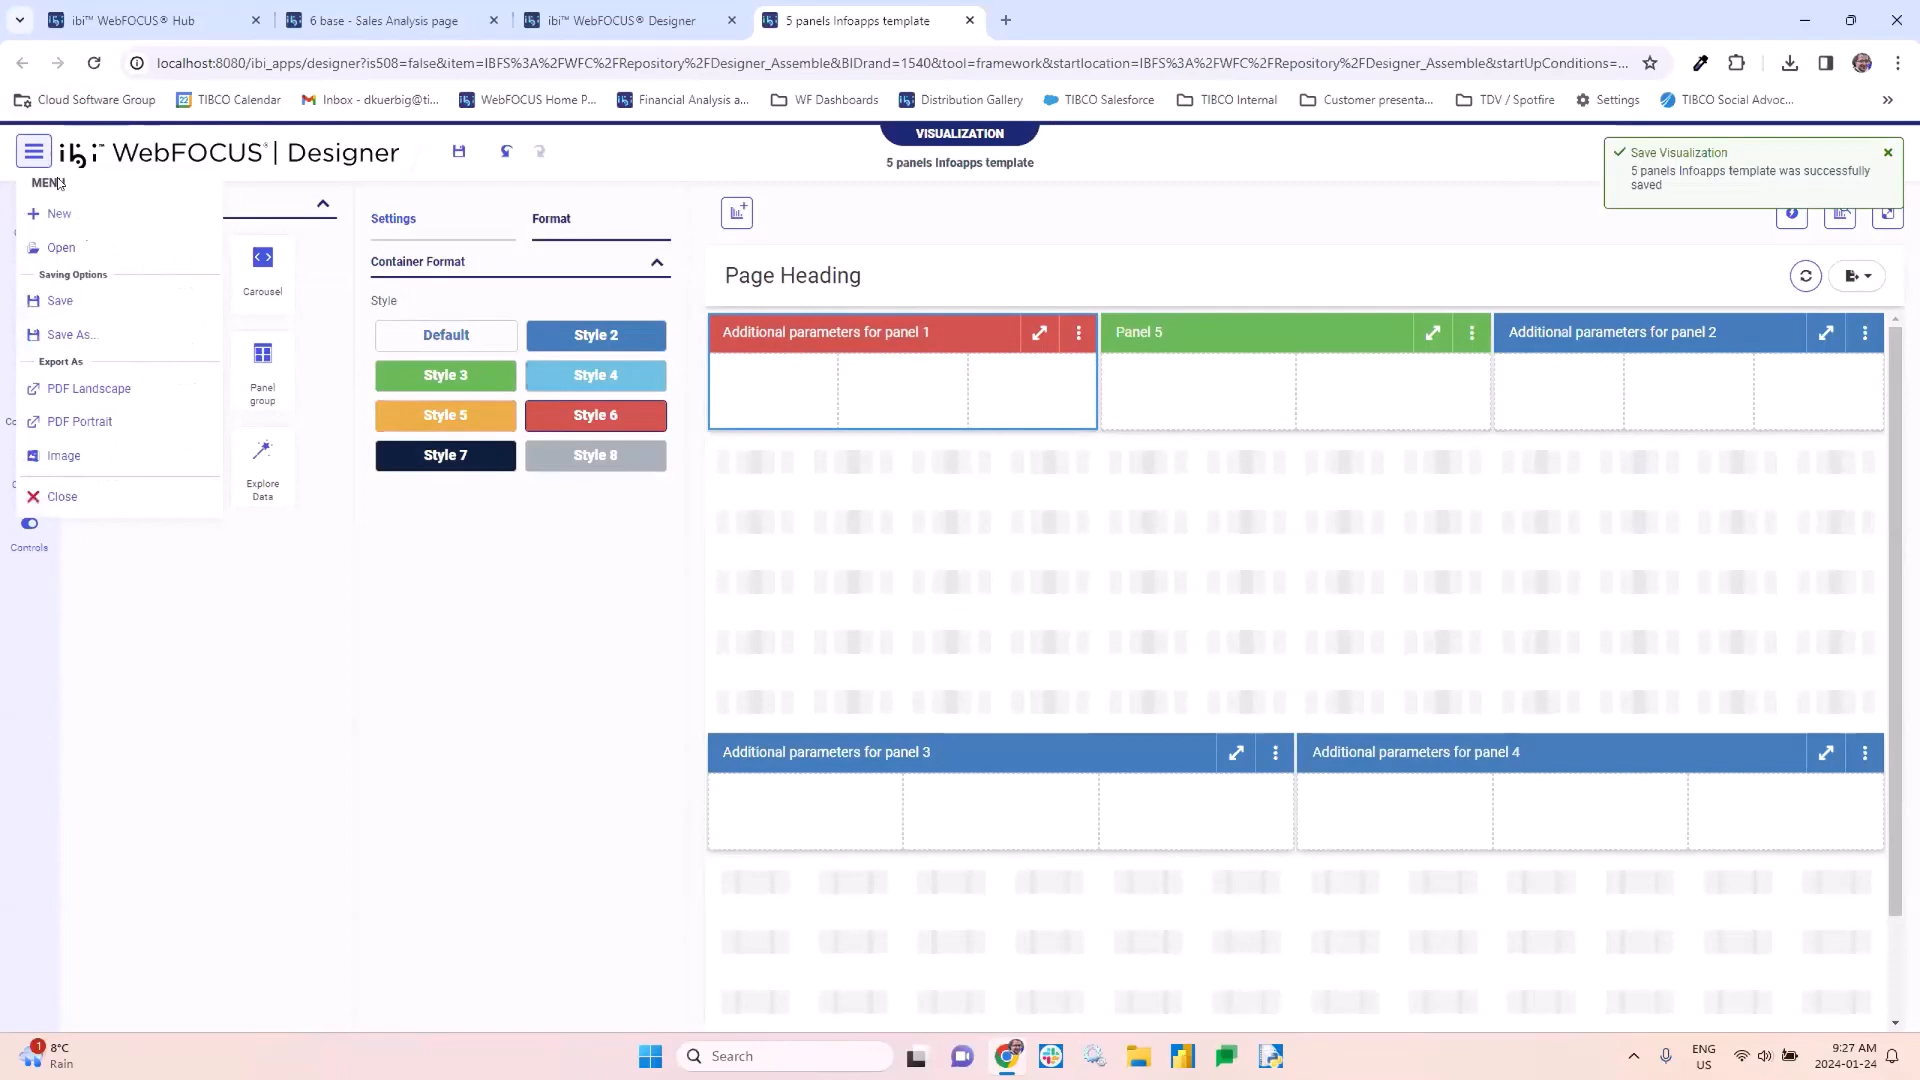 ibi™ WebFOCUS® Hub
6 base - Sales Analysis page
ibi™ WebFOCUS® Designer
5 panels Infoapps template
localhost:8080/ibi_apps/designer?is508=false&item=IBFS%3A%2FWFC%2FRepository%2FDesigner_Assemble&BIDrand=1540&tool=framework&startlocation=IBFS%3A%2FWFC%2FRepository%2FDesigner_Assemble&startUpConditions=...
Cloud Software Group
TIBCO Calendar
Inbox - dkuerbig@ti...
WebFOCUS Home P...
Financial Analysis a...
WF Dashboards
Distribution Gallery
TIBCO Salesforce
TIBCO Internal
Customer presenta...
TDV / Spotfire
Settings
TIBCO Social Advoc...
ibi™ WebFOCUS® | Designer
VISUALIZATION
5 panels Infoapps template
Save Visualization
5 panels Infoapps template was successfully
saved
MENU
New
Open
Saving Options
Save
Save As...
Export As
PDF Landscape
PDF Portrait
Image
Close
Controls
Carousel
Panel
group
Explore
Data
Settings
Format
Container Format
Style
Default
Style 2
Style 3
Style 4
Style 5
Style 6
Style 7
Style 8
Page Heading
Additional parameters for panel 1
Panel 5
Additional parameters for panel 2
Additional parameters for panel 3
Additional parameters for panel 4
1
8°C
Rain
Search
ENG
US
9:27 AM
2024-01-24